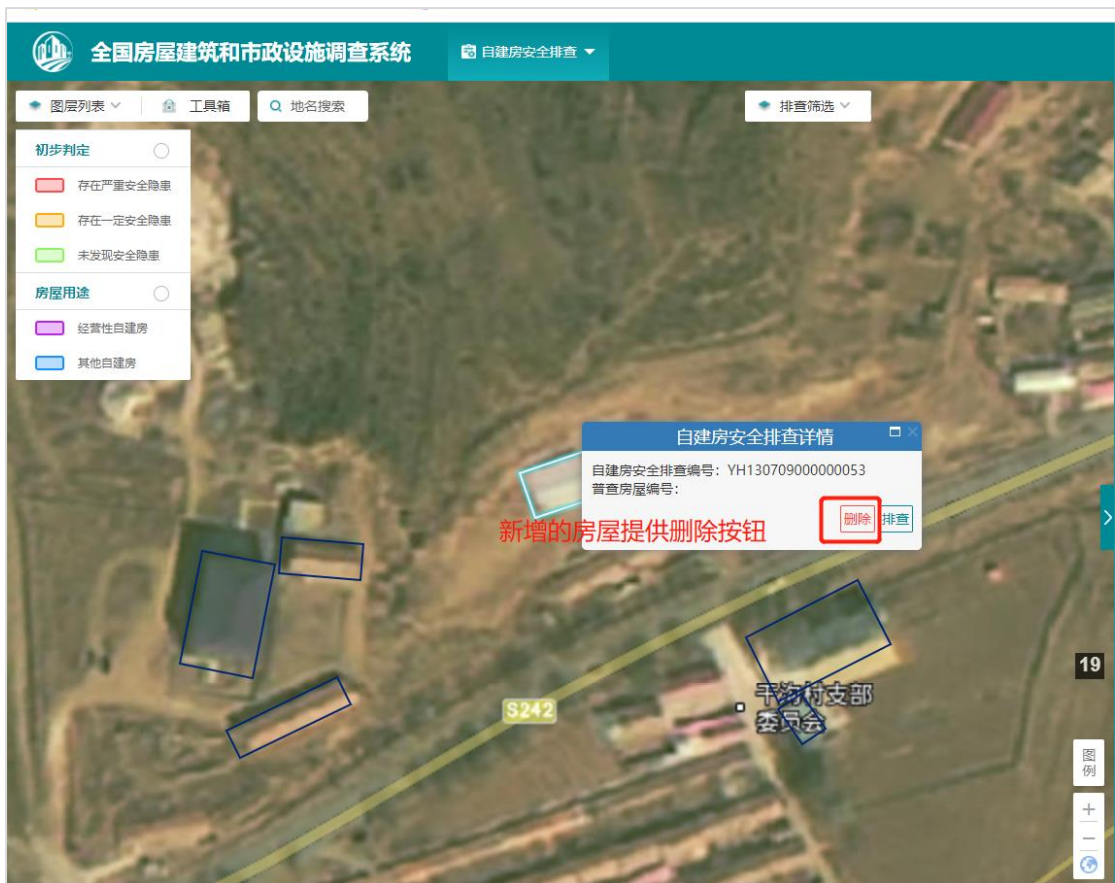 全国房屋建筑和市政设施调查系统
自建房安全排查
图层列表
工具箱
地名搜索
排查筛选
初步判定
存在严重安全隐患
存在一定安全隐患
未发现安全隐患
房屋用途
经营性自建房
其他自建房
自建房安全排查详情
自建房安全排查编号：YH130709000000053
普查房屋编号：
删除 排查
新增的房屋提供删除按钮
19
S242
干沟村支部
委员会
图例